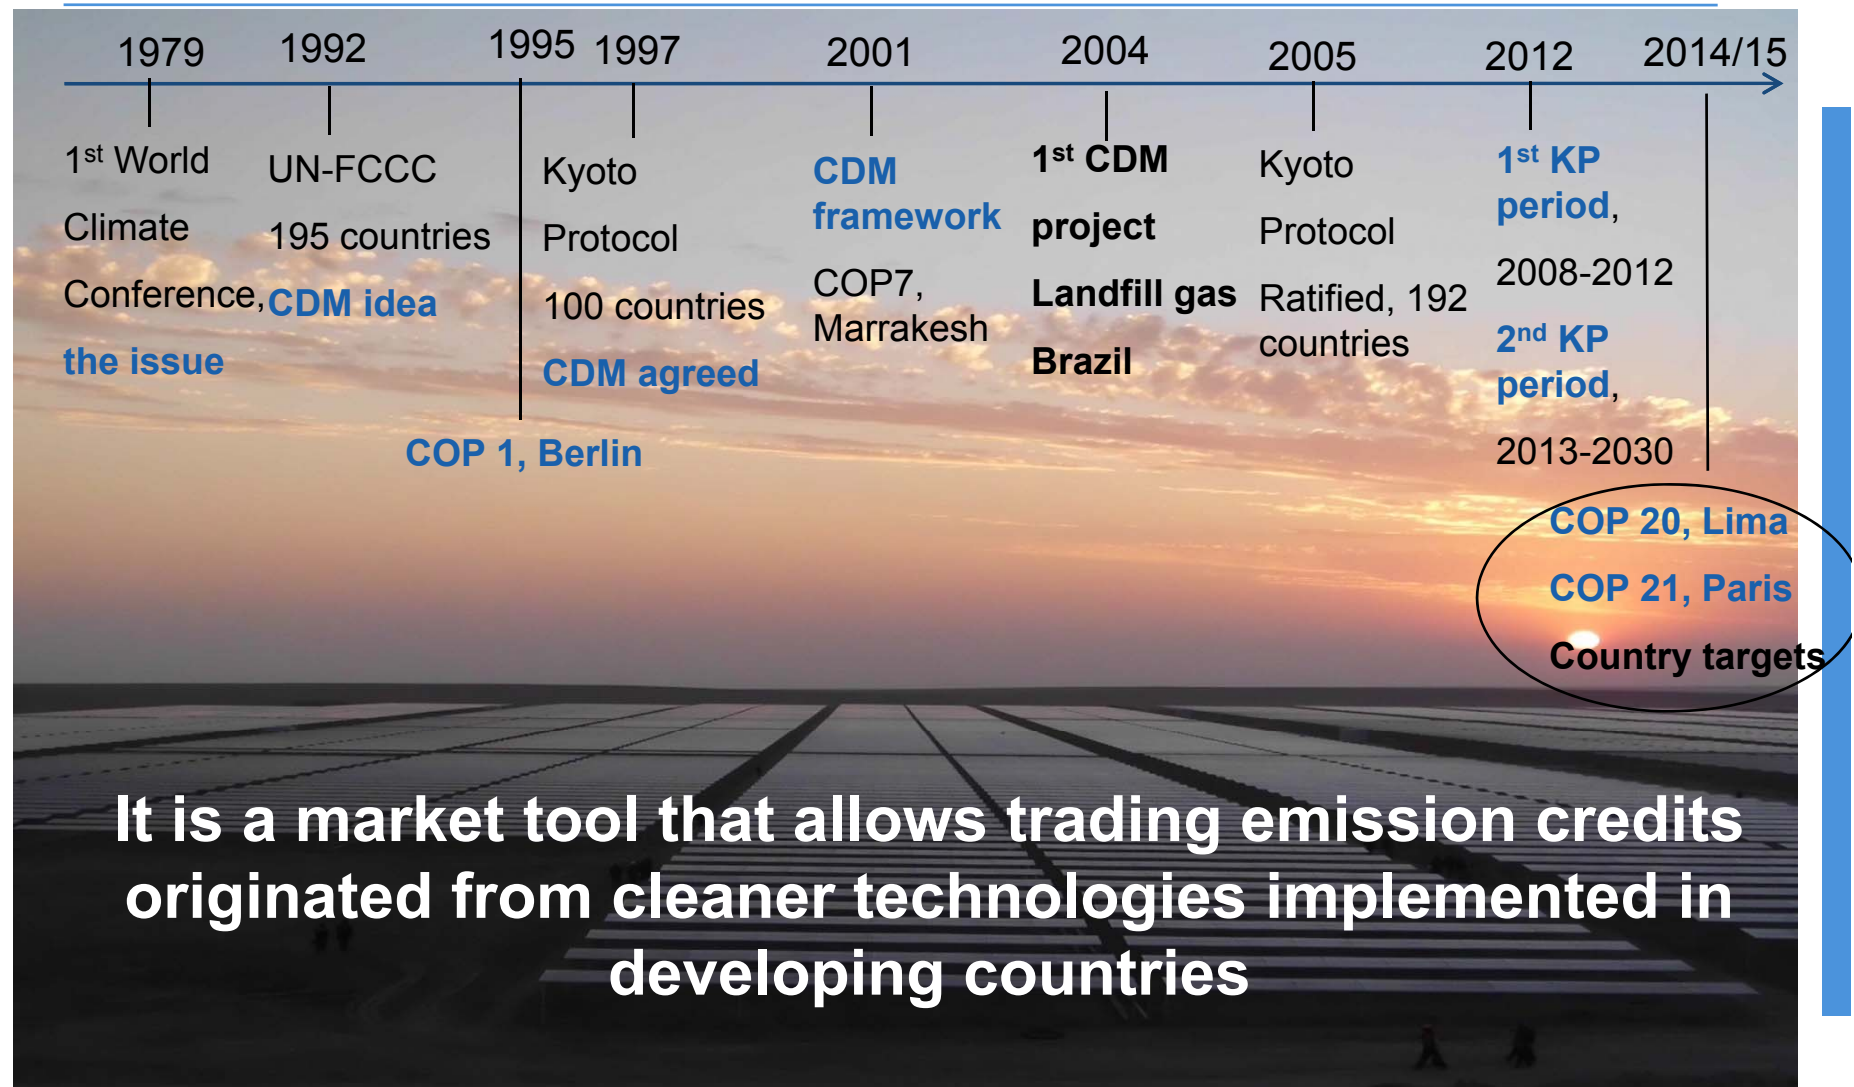 1979
1992
1995
1997
2001
2004
2005
2012
2014/15
1st World
Climate
Conference,
the issue
UN-FCCC
195 countries
CDM idea
COP 1, Berlin
Kyoto
Protocol
100 countries
CDM agreed
CDM
framework
COP7,
Marrakesh
1st CDM
project
Landfill gas
Brazil
Kyoto
Protocol
Ratified, 192
countries
1st KP
period,
2008-2012
2nd KP
period,
2013-2030
COP 20, Lima
COP 21, Paris
Country targets
It is a market tool that allows trading emission credits
originated from cleaner technologies implemented in
developing countries